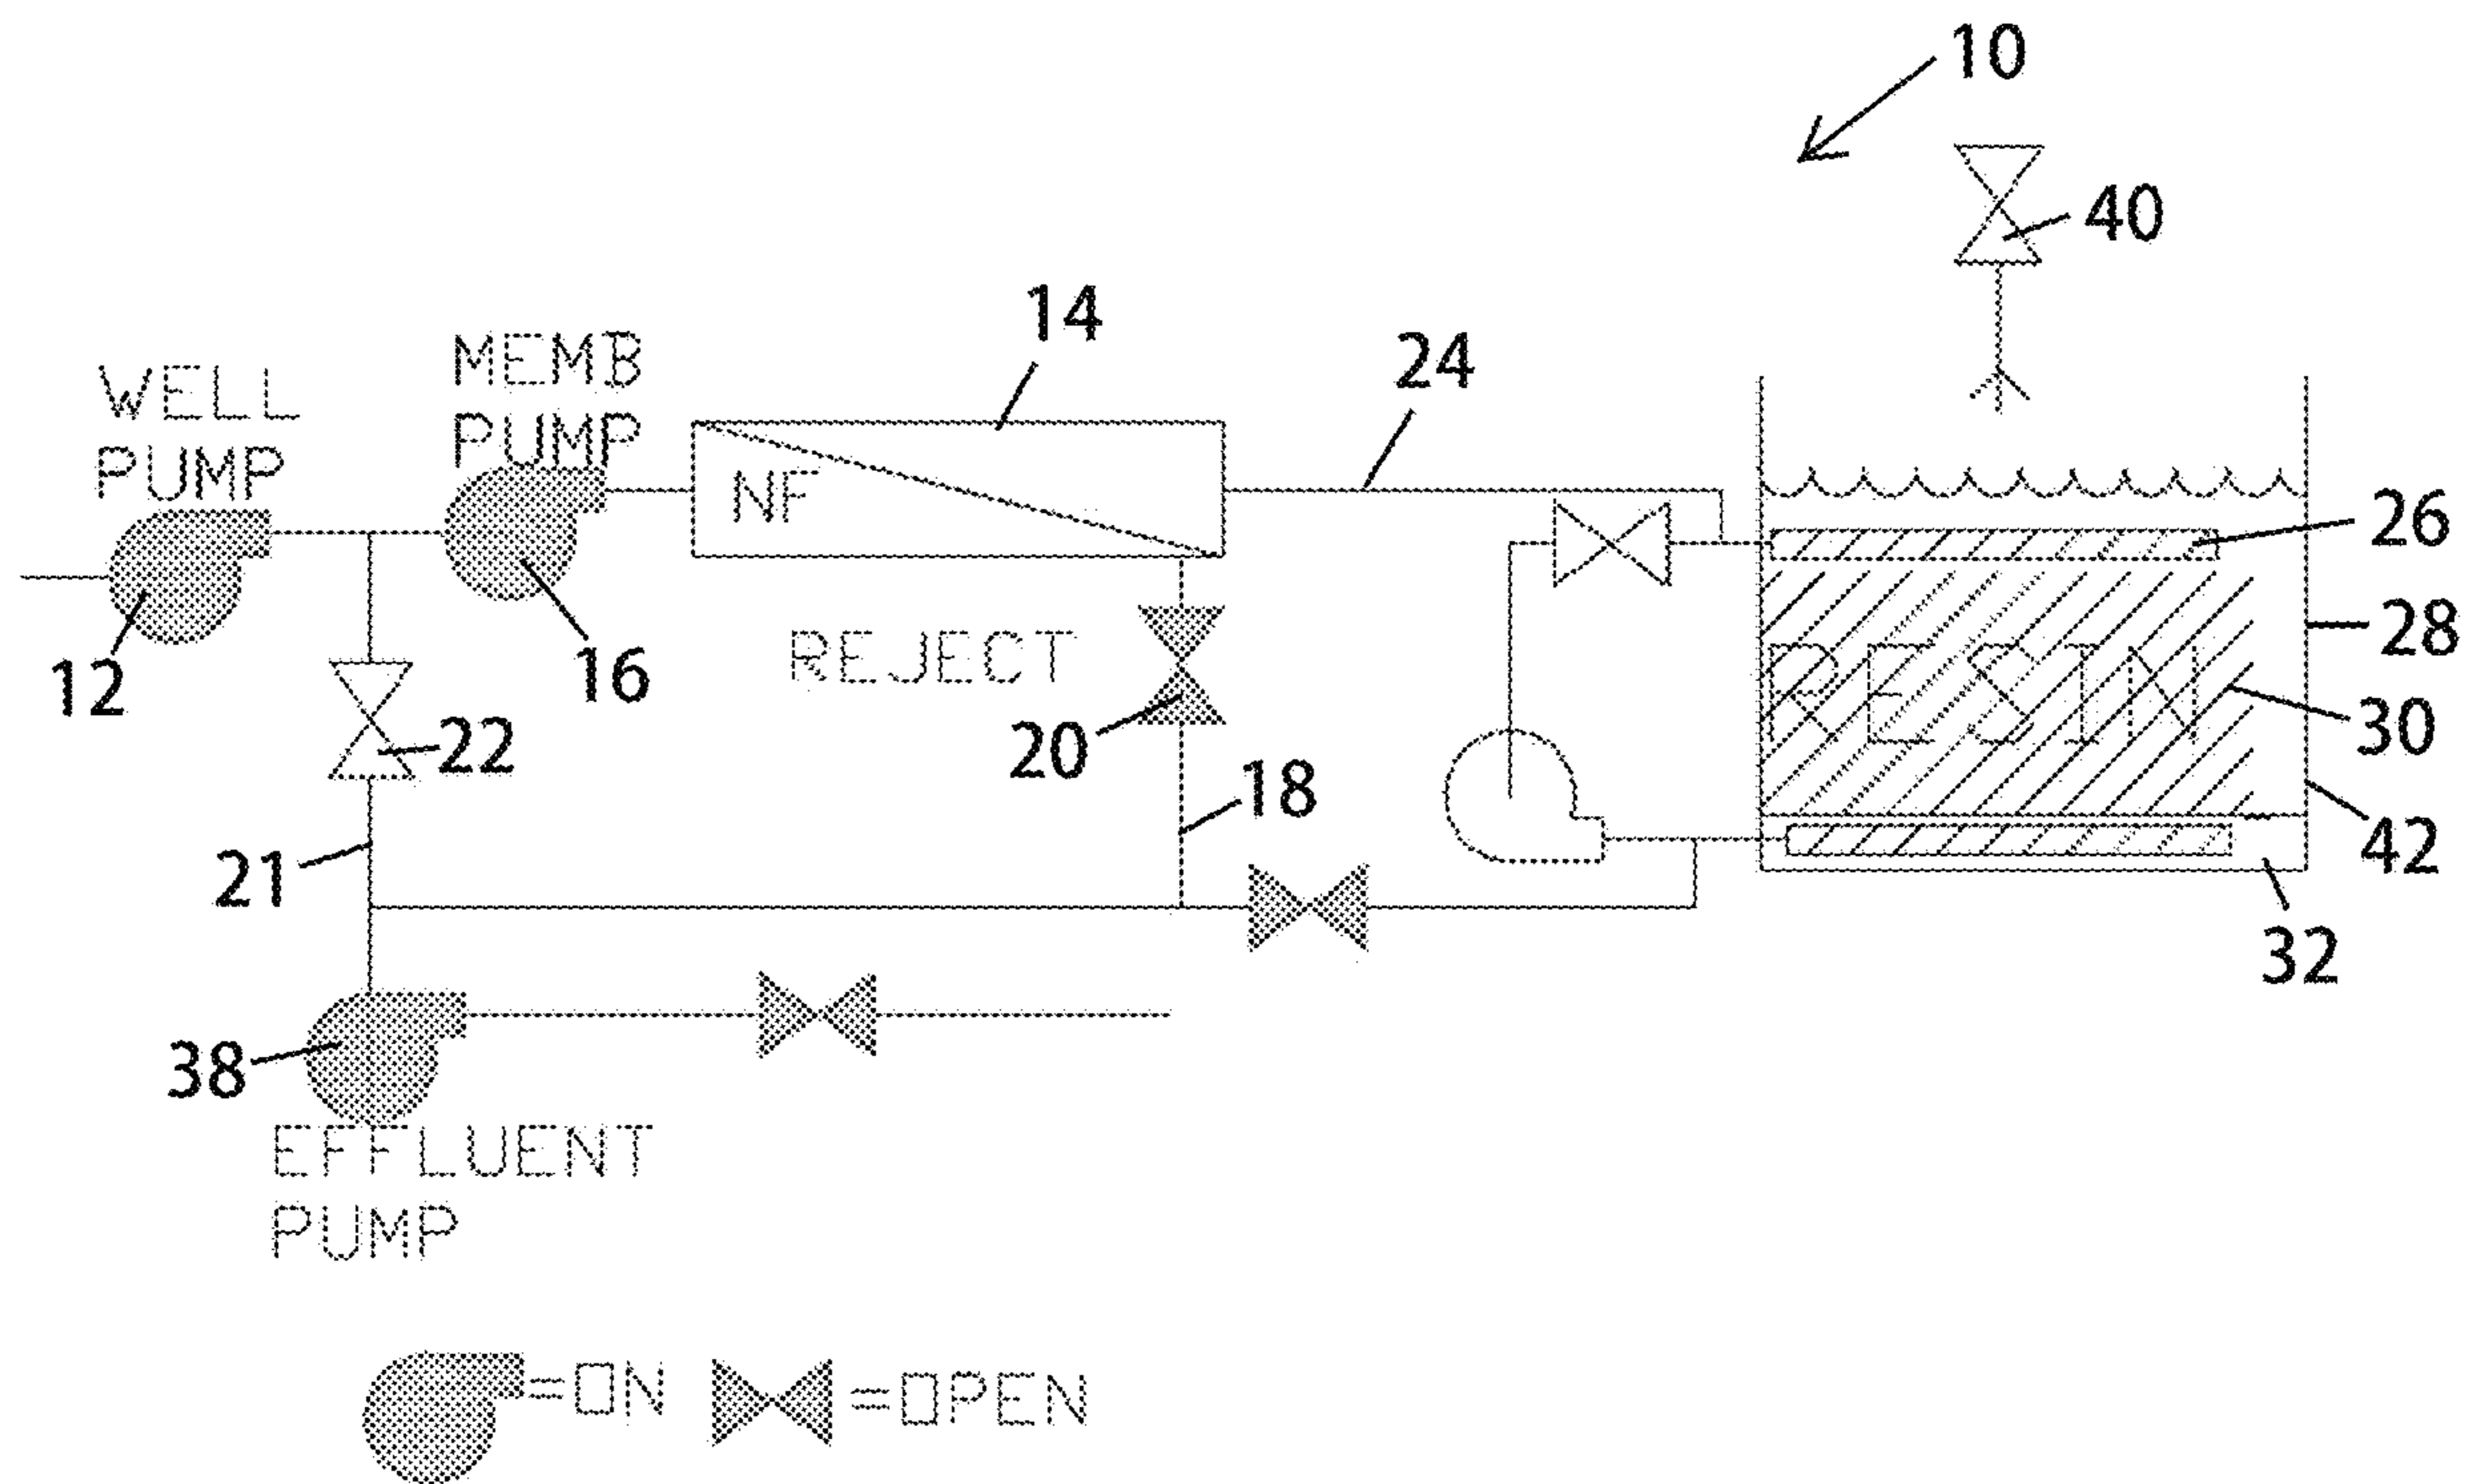 10
40
14
MEMB
PUMP
24
WELL
PUMP
NF
26
28
REJECT
RESIN
12
16
20
22
30
18
21
42
32
38
EFFLUENT
PUMP
=ON
=OPEN